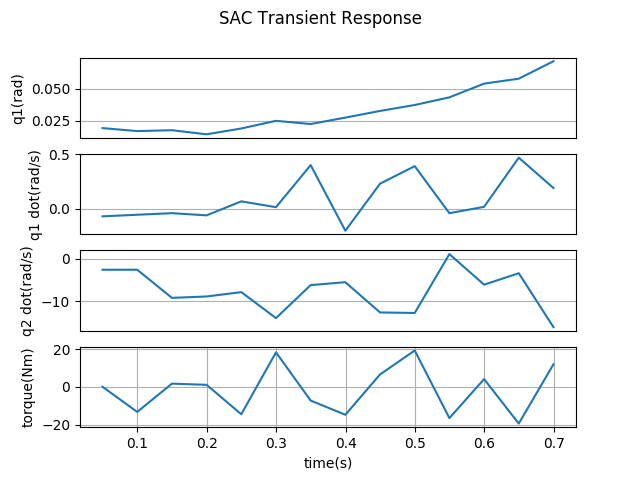 SAC Transient Response
q1(rad)
0.050
0.025
q1 dot(rad/s)
0.5
0.0
q2 dot(rad/s)
0
−10
torque(Nm)
20
0
−20
0.1 0.2 0.3 0.4 0.5 0.6 0.7
time(s)